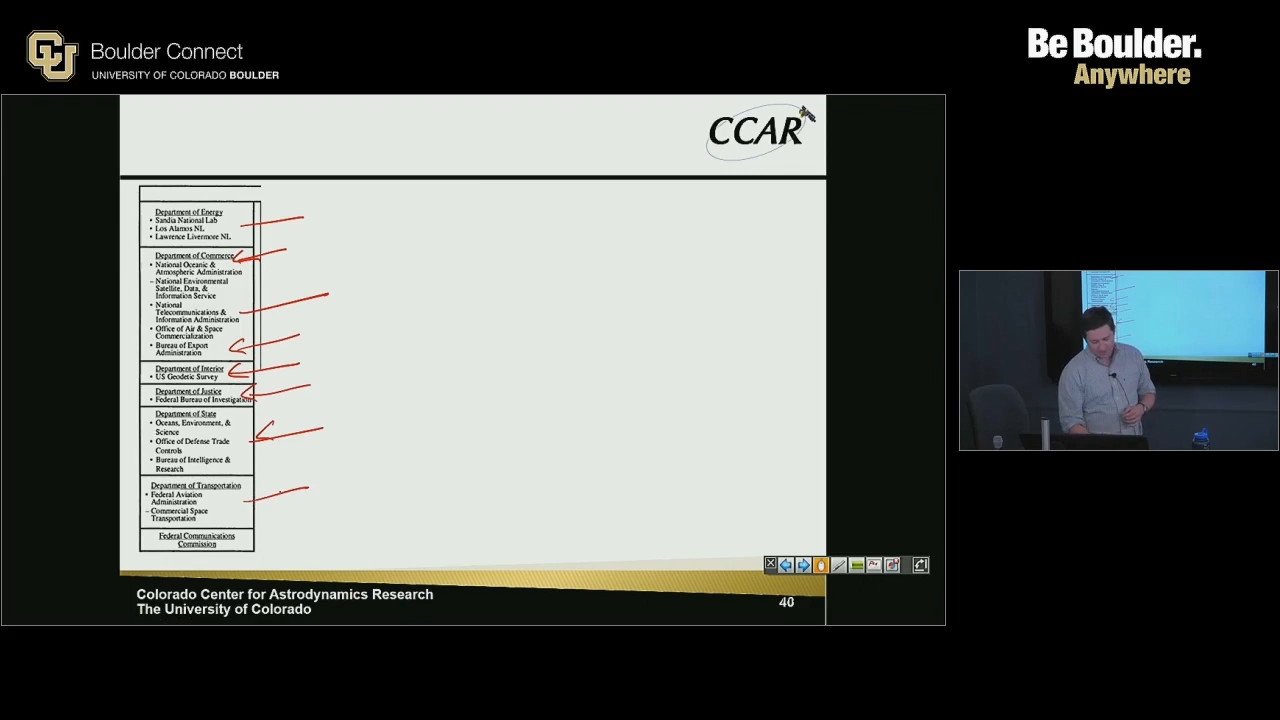 Boulder Connect
UNIVERSITY OF COLORADO BOULDER
Be Boulder.
Anywhere
CCAR
Department of Energy
• Sandia National Lab
• Los Alamos NL
• Lawrence Livermore NL
Department of Commerce
• National Oceanic &
Atmospheric Administration
– National Environmental
Satellite, Data, &
Information Service
• National
Telecommunications &
Information Administration
• Office of Air & Space
Commercialization
• Bureau of Export
Administration
Department of Interior
• US Geodetic Survey
Department of Justice
• Federal Bureau of Investigation
Department of State
• Oceans, Environment, &
Science
• Office of Defense Trade
Controls
• Bureau of Intelligence &
Research
Department of Transportation
• Federal Aviation
Administration
– Commercial Space
Transportation
Federal Communications
Commission
Colorado Center for Astrodynamics Research
The University of Colorado
40